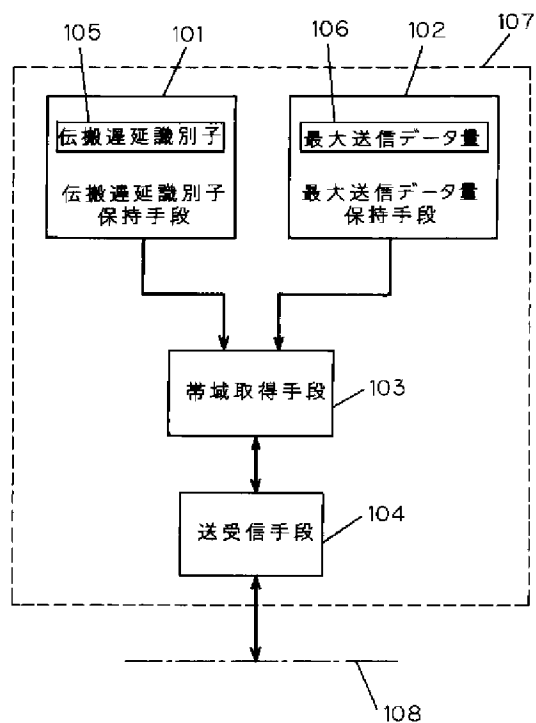 105
101
106
102
107
伝搬遅延識別子
伝搬遅延識別子
保持手段
最大送信データ量
最大送信データ量
保持手段
帯域取得手段
103
送受信手段
104
108